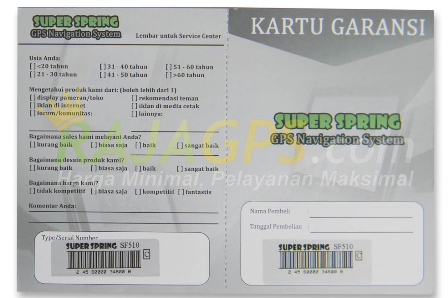 SUPER SPRING
GPS Navigation System
Lembar untuk Service Center
Usia Anda:
[ ] <20 tahun [ ] 31 - 40 tahun [ ] 51 - 60 tahun
[ ] 21 - 30 tahun [ ] 41 - 50 tahun [ ] >60 tahun
Mengetahui produk kami dari: (boleh lebih dari 1)
[ ] display pameran/toko [ ] rekomendasi teman
[ ] iklan di internet [ ] iklan di media cetak
[ ] forum/komunitas: [ ] lainnya:
Bagaimana sales kami melayani Anda?
[ ] kurang baik [ ] biasa saja [ ] baik [ ] sangat baik
Bagaimana desain produk kami?
[ ] kurang baik [ ] biasa saja [ ] baik [ ] sangat baik
Bagaimana harga kami?
[ ] tidak kompetitif [ ] biasa saja [ ] kompetitif [ ] fantastis
Komentar Anda:
Type/Serial Number:
SUPER SPRING SF510
KARTU GARANSI
SUPER SPRING
GPS Navigation System
Nama Pembeli
Tanggal Pembelian
SUPER SPRING SF510
RAJAGPS.com
Harga Minimal, Pelayanan Maksimal